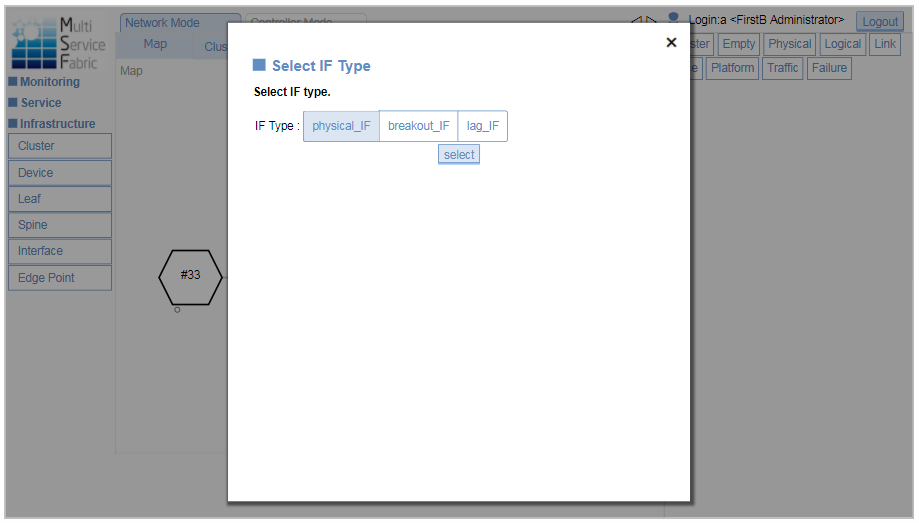 Multi
Service
Fabric
Network Mode
Controller Mode
Login:a <FirstB Administrator>
Logout
Map
Empty
Physical
Logical
Link
Platform
Traffic
Failure
Map
Monitoring
Service
Infrastructure
Cluster
Device
Leaf
Spine
Interface
Edge Point
#33
Select IF Type
Select IF type.
IF Type :
physical_IF
breakout_IF
lag_IF
select